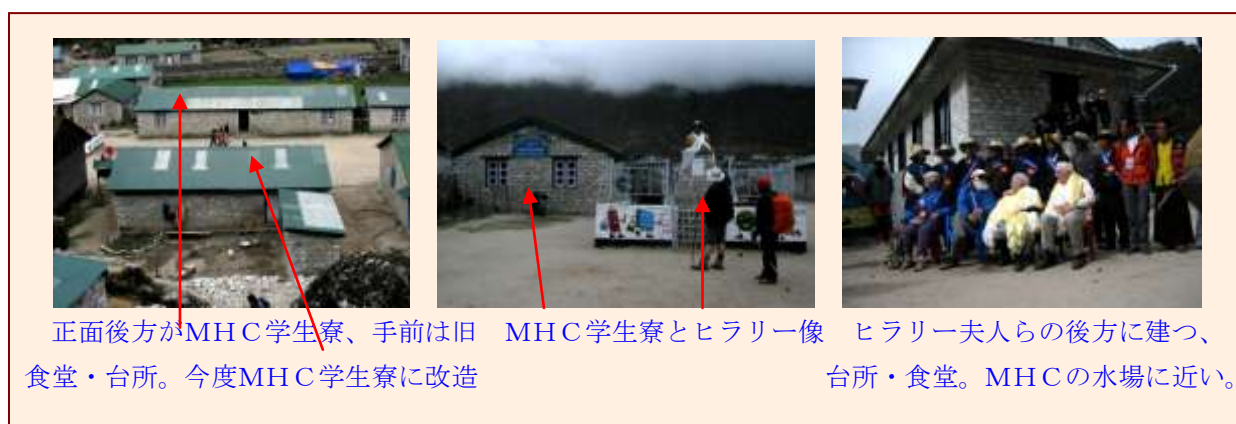 正面後方がＭＨＣ学生寮、手前は旧
食堂・台所。今度ＭＨＣ学生寮に改造
ＭＨＣ学生寮とヒラリー像
ヒラリー夫人らの後方に建つ、
台所・食堂。ＭＨＣの水場に近い。